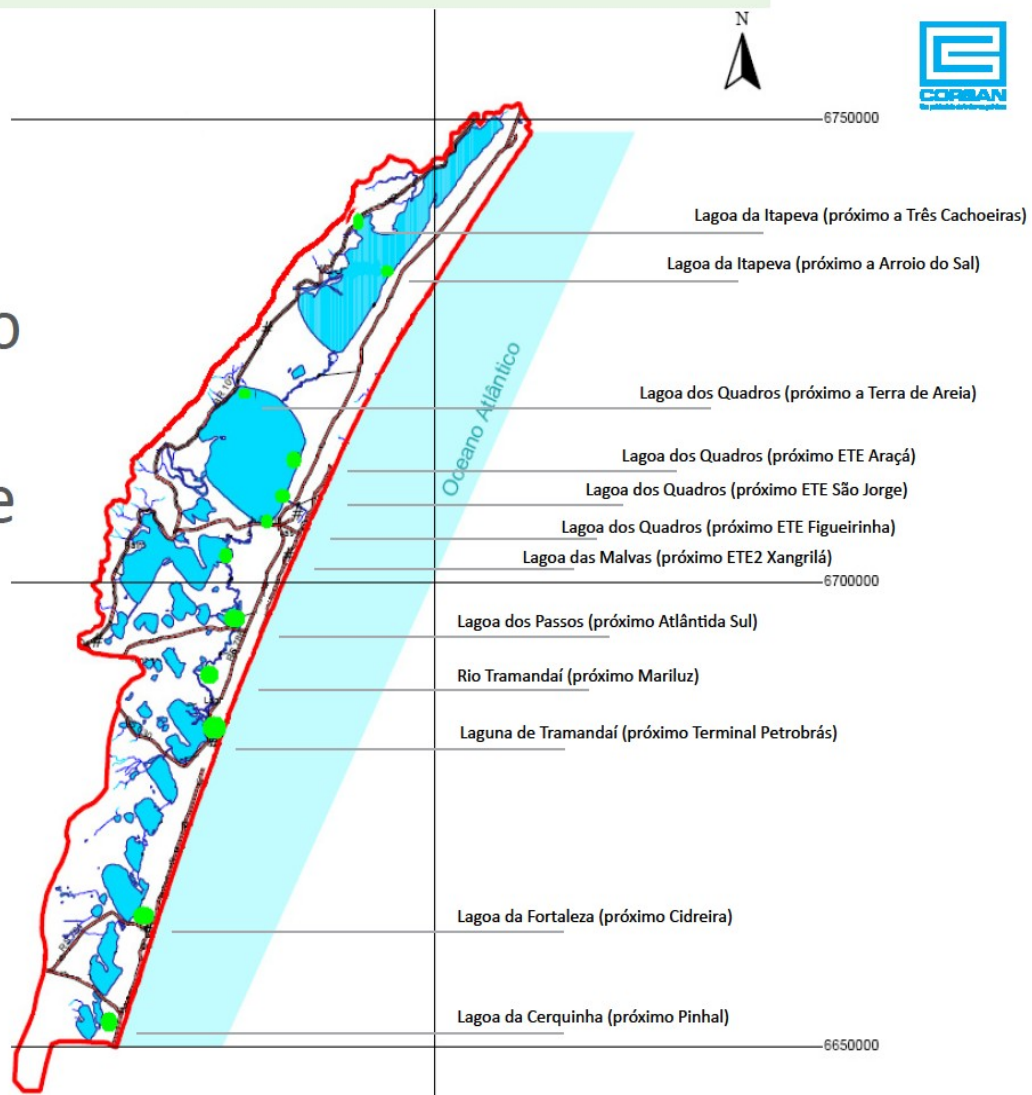 N
CORSAN
6750000
Lagoa da Itapeva (próximo a Três Cachoeiras)
Lagoa da Itapeva (próximo a Arroio do Sal)
o
Oceano Atlântico
Lagoa dos Quadros (próximo a Terra de Areia)
Lagoa dos Quadros (próximo ETE Araçá)
e
Lagoa dos Quadros (próximo ETE São Jorge)
Lagoa dos Quadros (próximo ETE Figueirinha)
Lagoa das Malvas (próximo ETE2 Xangrilá)
6700000
Lagoa dos Passos (próximo Atlântida Sul)
Rio Tramandaí (próximo Mariluz)
Laguna de Tramandaí (próximo Terminal Petrobrás)
Lagoa da Fortaleza (próximo Cidreira)
Lagoa da Cerquinha (próximo Pinhal)
6650000